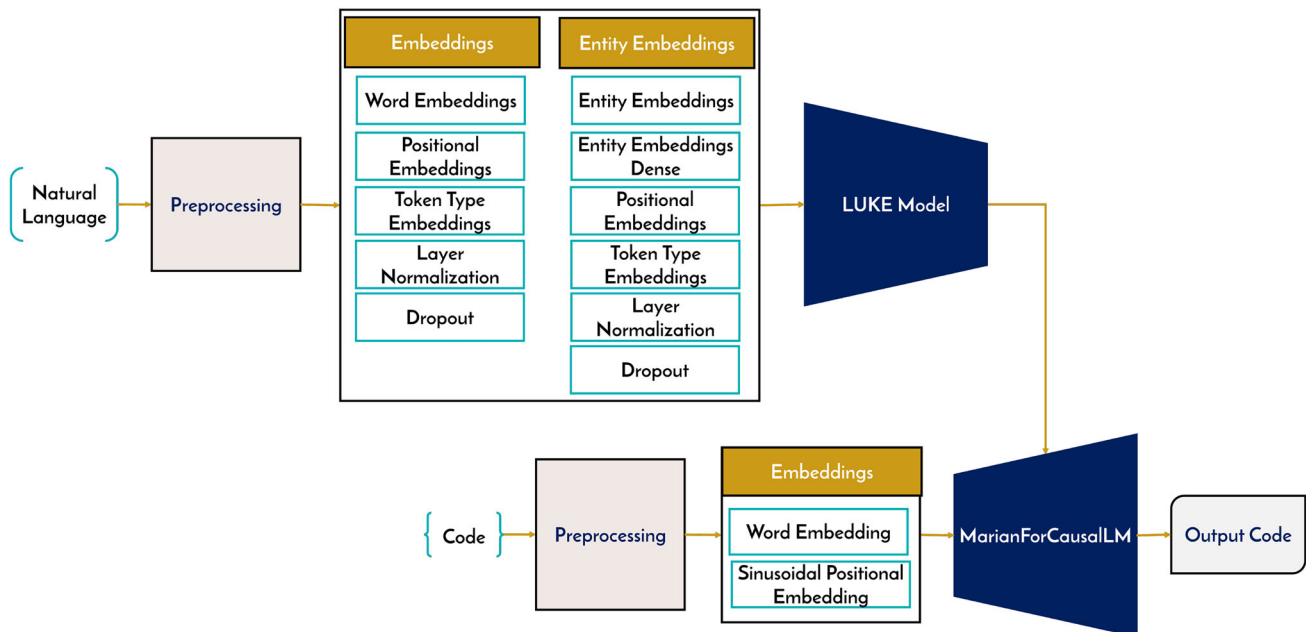 Embeddings
Entity Embeddings
Word Embeddings
Entity Embeddings
Positional
Embeddings
Entity Embeddings
Dense
Natural
Language
Preprocessing
Token Type
Embeddings
Positional
Embeddings
LUKE Model
Layer
Normalization
Token Type
Embeddings
Dropout
Layer
Normalization
Dropout
Code
Preprocessing
Embeddings
Word Embedding
Sinusoidal Positional
Embedding
MarianForCausalLM
Output Code